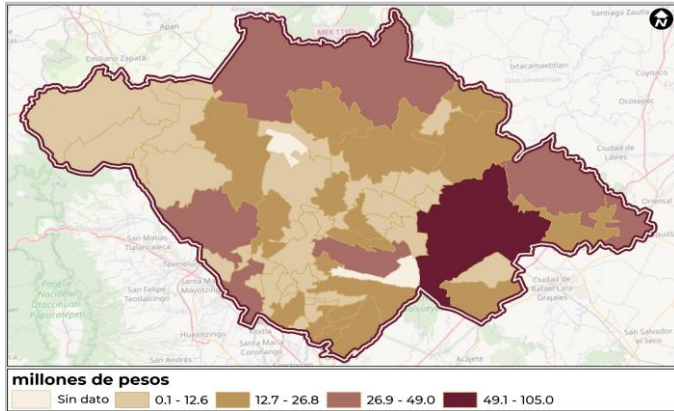 Apan
MEX 119D
Santiago Zautla
Emiliano Zapata
Ixtacamaxtitlan
Cuyoaco
Ocotepec
Ciudad de
Libres
Oriental
San Matías
Tlalancaleca
Parque
Nacional
Iztaccíhuatl
Popocatépetl
San Felipe
Teotlalcingo
Huejotzingo
Santa María
Coronango
San Andrés
Acajete
Ciudad de
Rafael Lara
Grajales
San Salvador
el Seco
N
millones de pesos
Sin dato
0.1 - 12.6
12.7 - 26.8
26.9 - 49.0
49.1 - 105.0